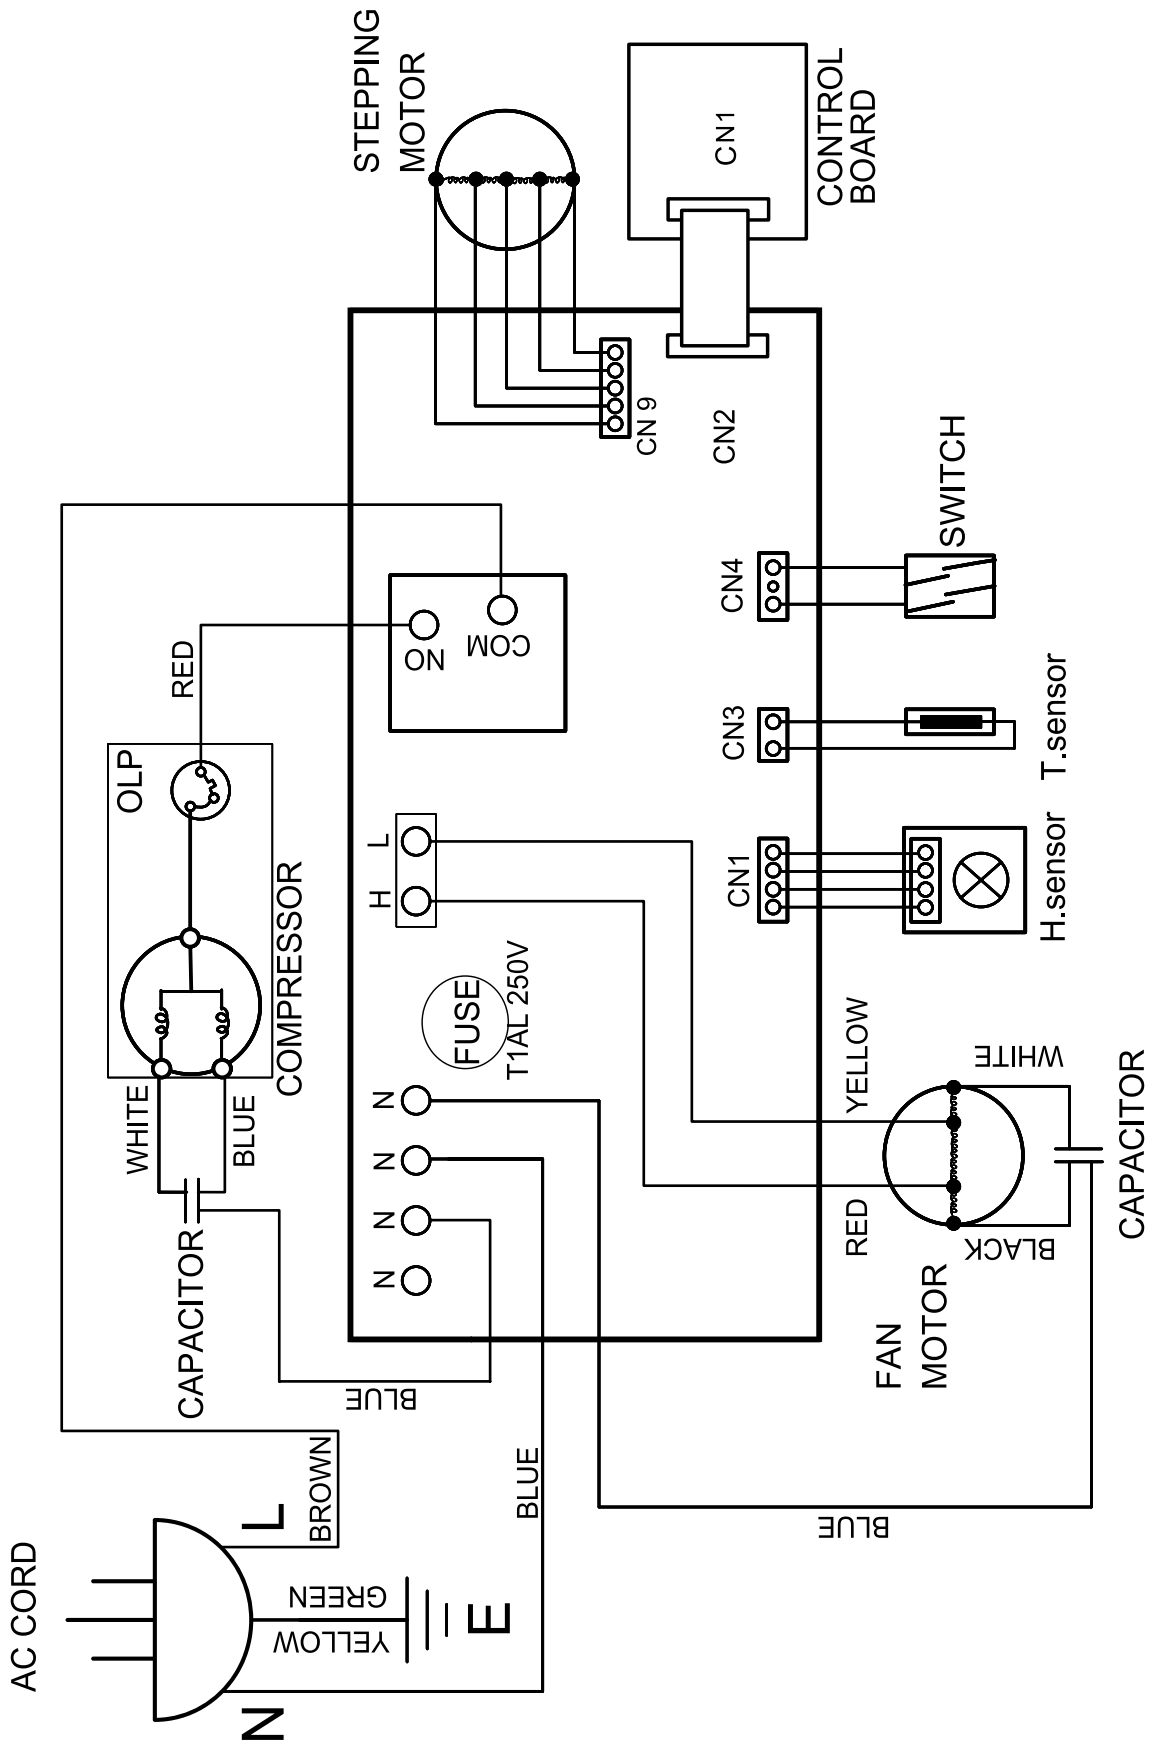 AC CORD
N
L
E
YELLOW
GREEN
BROWN
BLUE
BLUE
BLUE
CAPACITOR
WHITE
BLUE
COMPRESSOR
OLP
RED
N
N
N
N
FUSE
T1AL 250V
H
L
NO
COM
STEPPING
MOTOR
CN 9
CN2
CN1
CONTROL
BOARD
CN1
CN3
CN4
H.sensor
T.sensor
SWITCH
FAN
MOTOR
RED
YELLOW
BLACK
WHITE
CAPACITOR